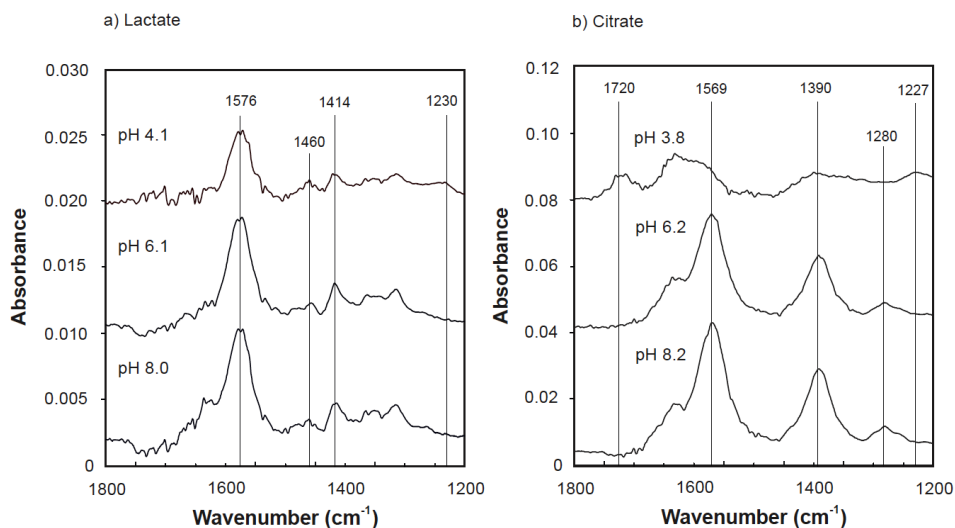 a) Lactate
0.030
0.025
0.020
0.015
0.010
0.005
0
Absorbance
1576
1414
1230
1460
pH 4.1
pH 6.1
pH 8.0
1800
1600
1400
1200
Wavenumber (cm⁻¹)
b) Citrate
0.12
0.10
0.08
0.06
0.04
0.02
0
Absorbance
1720
1569
1390
1227
1280
pH 3.8
pH 6.2
pH 8.2
1800
1600
1400
1200
Wavenumber (cm⁻¹)